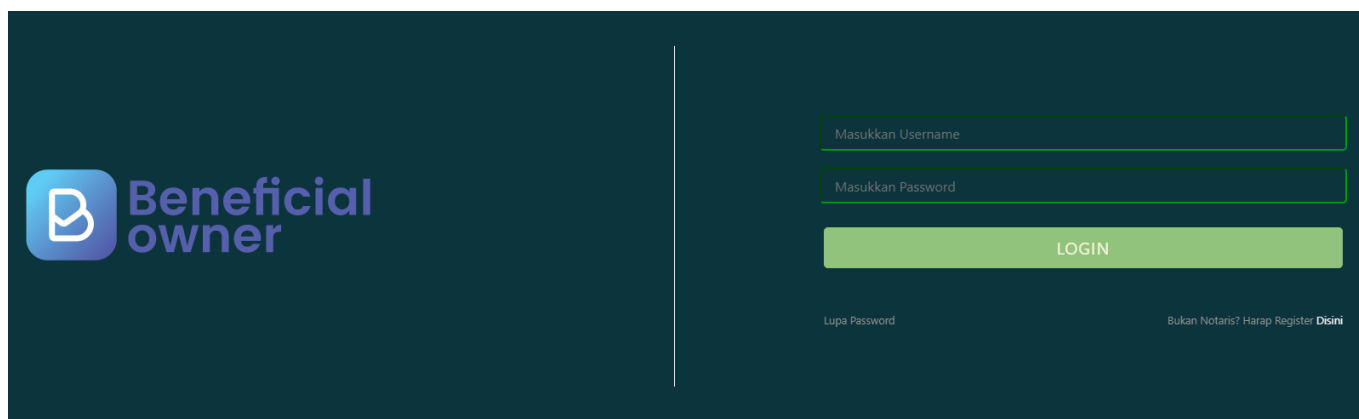 Beneficial
owner
Masukkan Username
Masukkan Password
LOGIN
Lupa Password
Bukan Notaris? Harap Register Disini